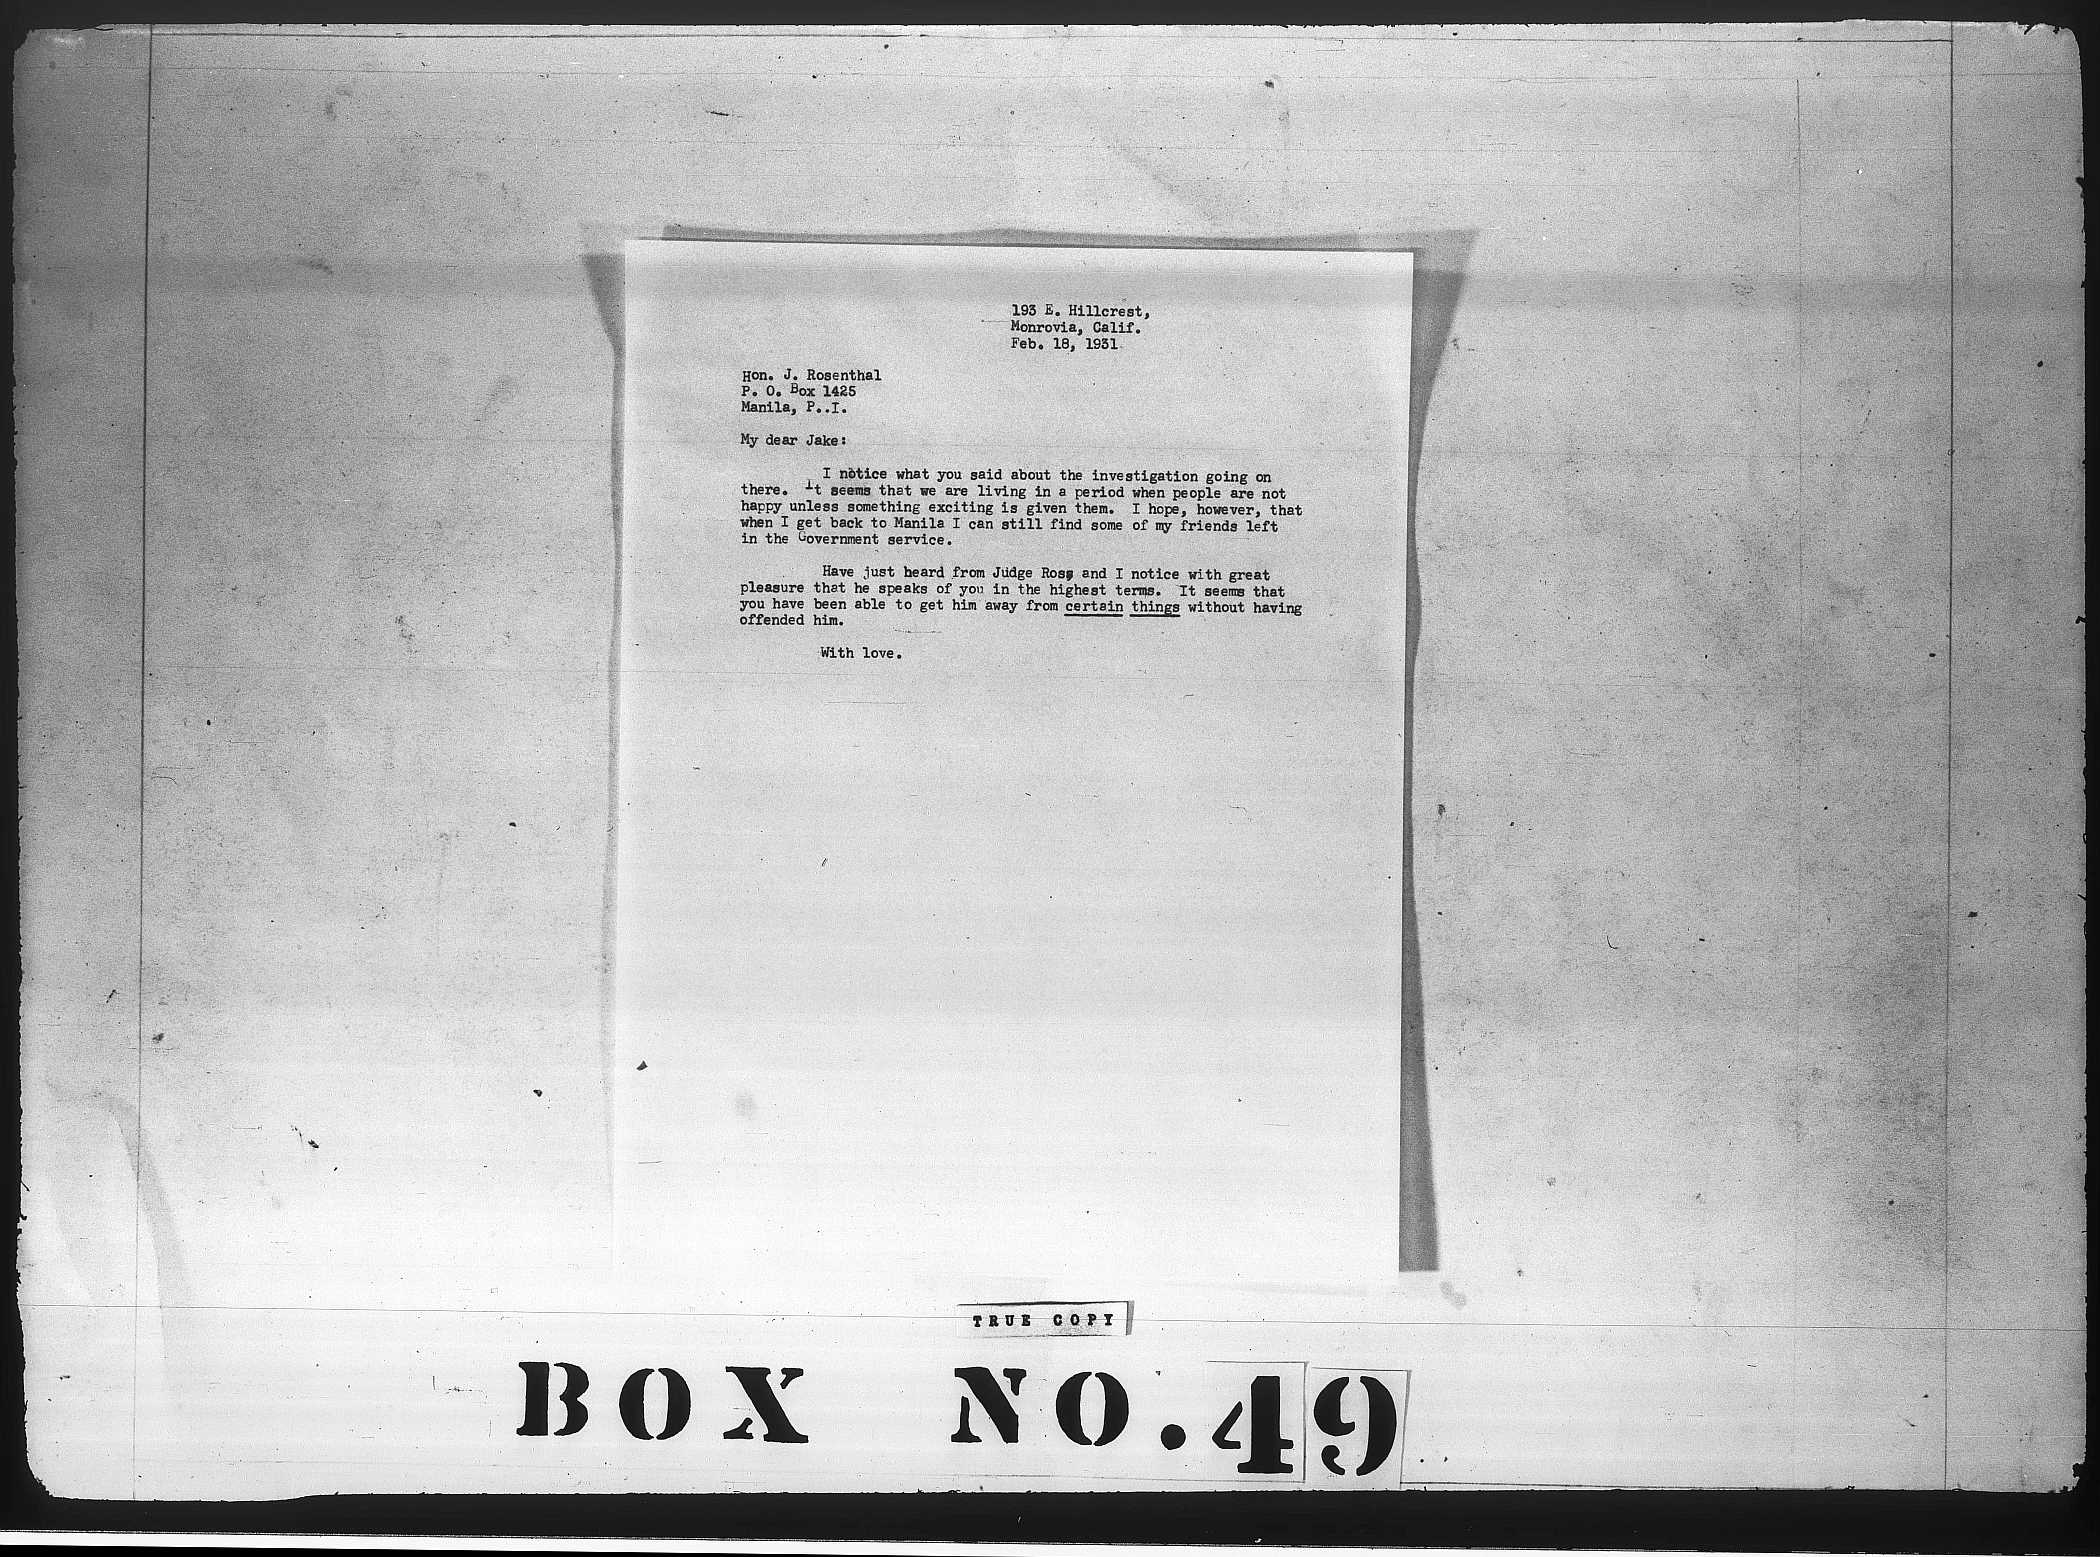 193 E. Hillcrest,
Monrovia, Calif.
Feb. 18, 1931
Hon. J. Rosenthal
P. O. Box 1425
Manila, P..I.
My dear Jake:
I notice what you said about the investigation going on
there. It seems that we are living in a period when people are not
happy unless something exciting is given them. I hope, however, that
when I get back to Manila I can still find some of my friends left
in the Government service.
Have just heard from Judge Ross and I notice with great
pleasure that he speaks of you in the highest terms. It seems that
you have been able to get him away from certain things without having
offended him.
With love.
TRUE COPY
BOX NO. 49